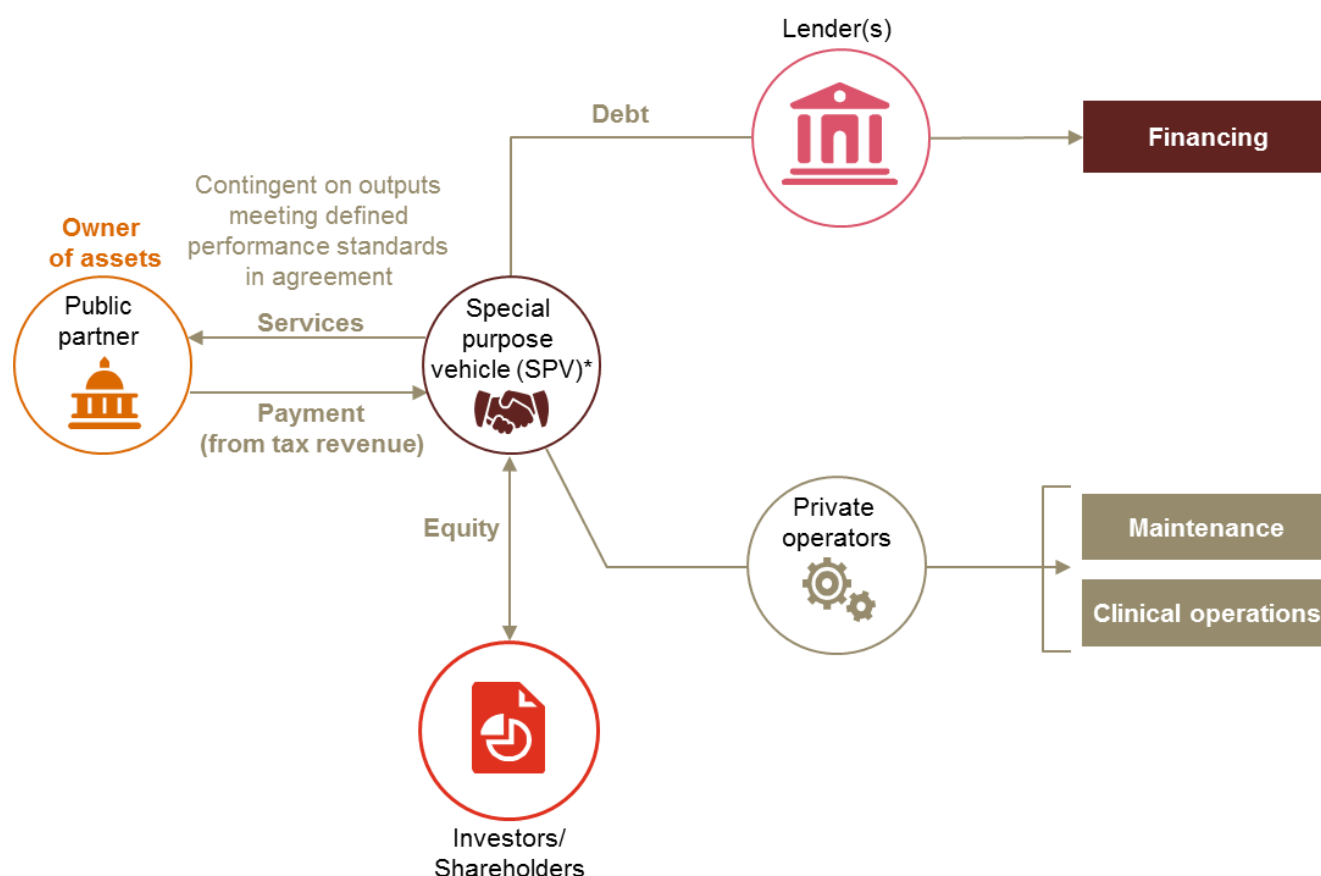 Lender(s)
Debt
Financing
Contingent on outputs
meeting defined
performance standards
in agreement
Owner
of assets
Public
partner
Services
Special
purpose
vehicle (SPV)*
Payment
(from tax revenue)
Equity
Private
operators
Maintenance
Clinical operations
Investors/
Shareholders